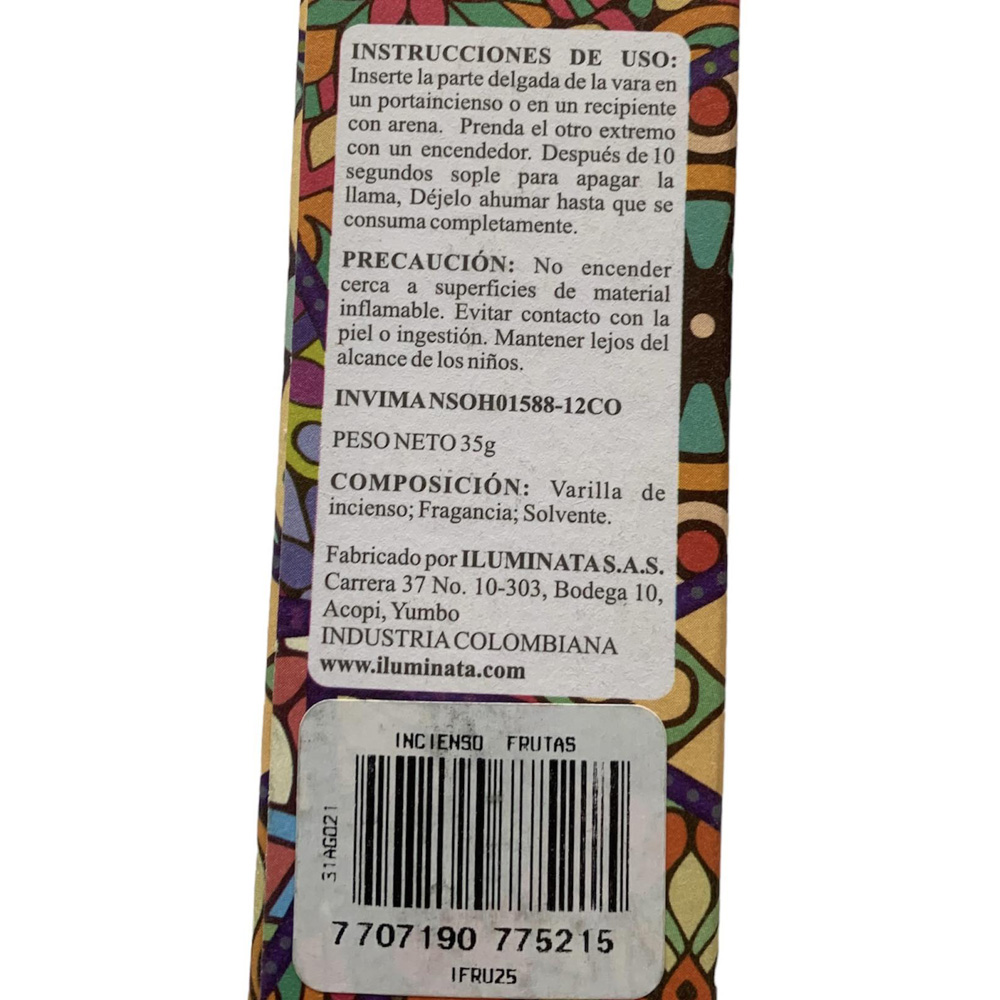 INSTRUCCIONES DE USO:
Inserte la parte delgada de la vara en
un portaincienso o en un recipiente
con arena. Prenda el otro extremo
con un encendedor. Después de 10
segundos sople para apagar la
llama, Déjelo ahumar hasta que se
consuma completamente.
PRECAUCIÓN: No encender
cerca a superficies de material
inflamable. Evitar contacto con la
piel o ingestión. Mantener lejos del
alcance de los niños.
INVIMA NSOH01588-12CO
PESO NETO 35g
COMPOSICIÓN: Varilla de
incienso; Fragancia; Solvente.
Fabricado por ILUMINATA S.A.S.
Carrera 37 No. 10-303, Bodega 10,
Acopi, Yumbo
INDUSTRIA COLOMBIANA
www.iluminata.com
INCIENSO FRUTAS
31AGO21
7707190 775215
IFRU25